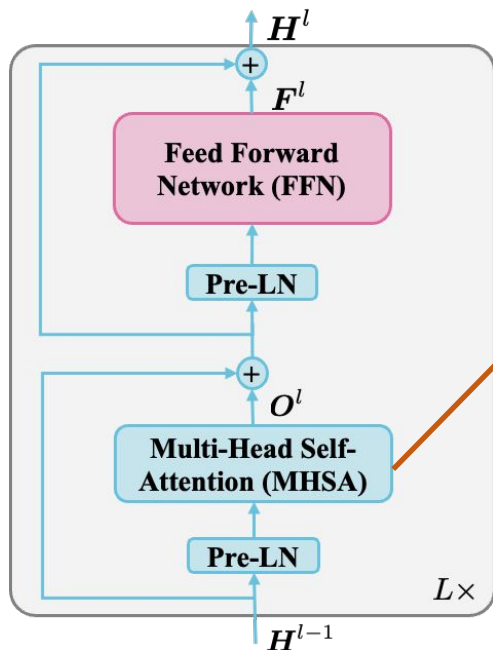 H^l
+
F^l
Feed Forward
Network (FFN)
Pre-LN
+
O^l
Multi-Head Self-
Attention (MHSA)
Pre-LN
L×
H^{l-1}